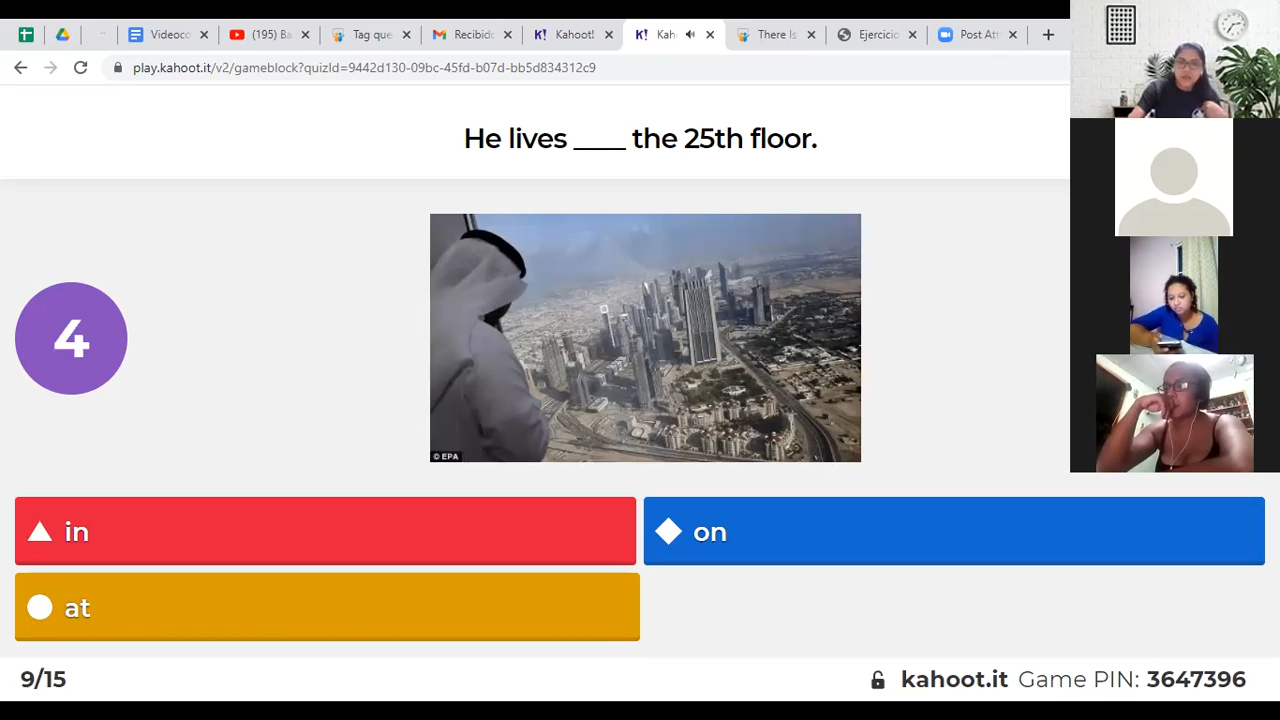 Videoco
(195) Ba
Tag que
Recibido
Kahoot!
Kah
There Is
Ejercicio
Post Att
play.kahoot.it/v2/gameblock?quizId=9442d130-09bc-45fd-b07d-bb5d834312c9
He lives ____ the 25th floor.
4
© EPA
in
on
at
9/15
kahoot.it Game PIN: 3647396